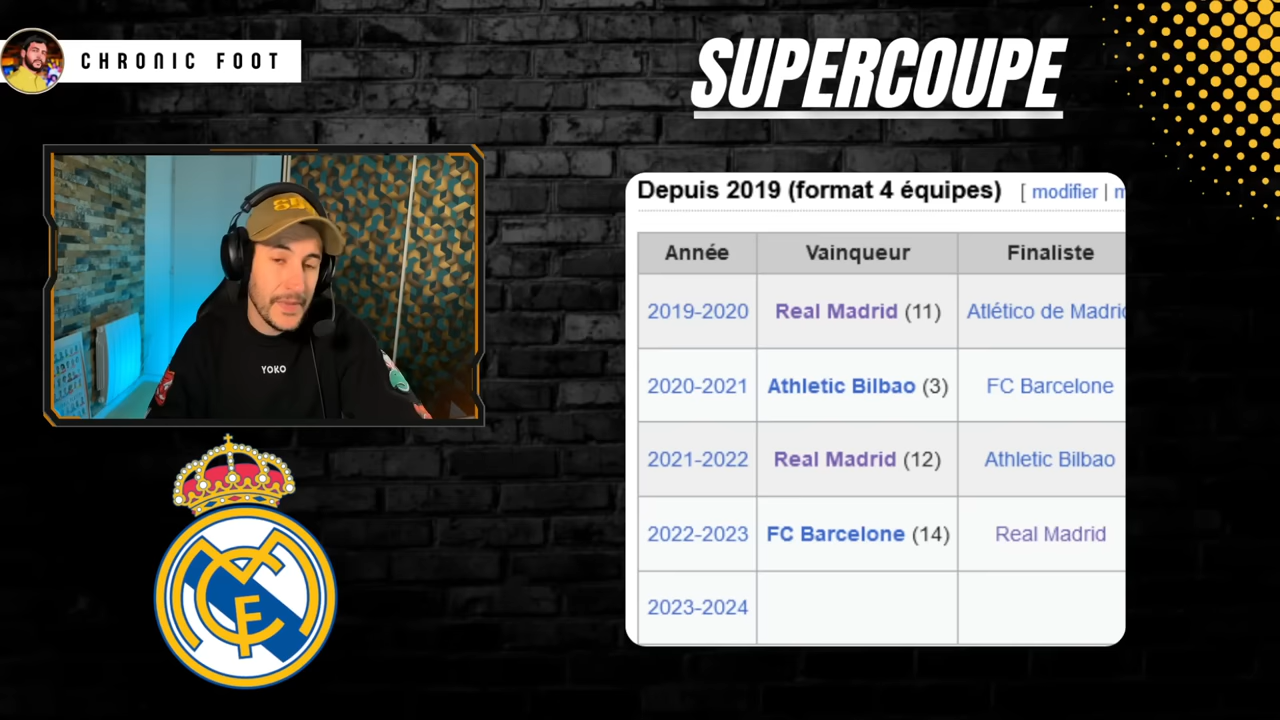 CHRONIC FOOT
SUPERCOUPE
Depuis 2019 (format 4 équipes) [ modifier | m
Année Vainqueur Finaliste
2019-2020 Real Madrid (11) Atlético de Madrid
2020-2021 Athletic Bilbao (3) FC Barcelone
2021-2022 Real Madrid (12) Athletic Bilbao
2022-2023 FC Barcelone (14) Real Madrid
2023-2024
YOKO